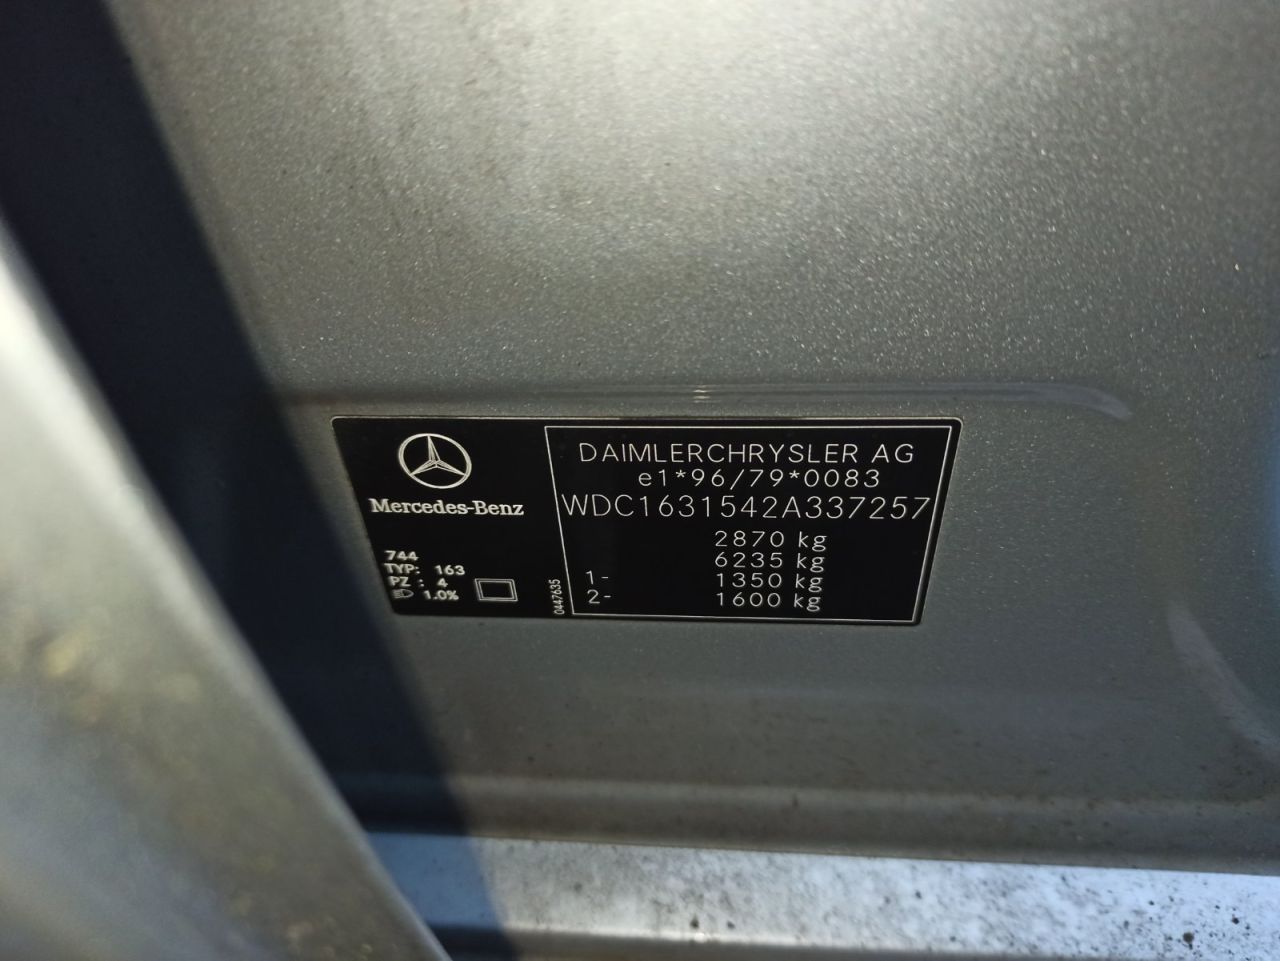 Mercedes-Benz
744
TYP: 163
PZ : 4
1.0%
0447635
DAIMLERCHRYSLER AG
e1*96/79*0083
WDC1631542A337257
2870 kg
6235 kg
1- 1350 kg
2- 1600 kg